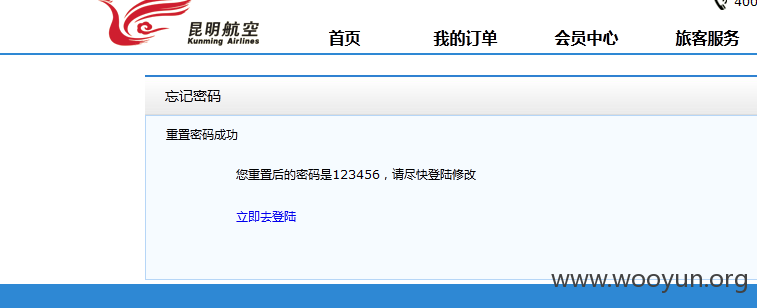 400
昆明航空
Kunming Airlines
首页 我的订单 会员中心 旅客服务
忘记密码
重置密码成功
您重置后的密码是123456，请尽快登陆修改
立即去登陆
www.wooyun.org